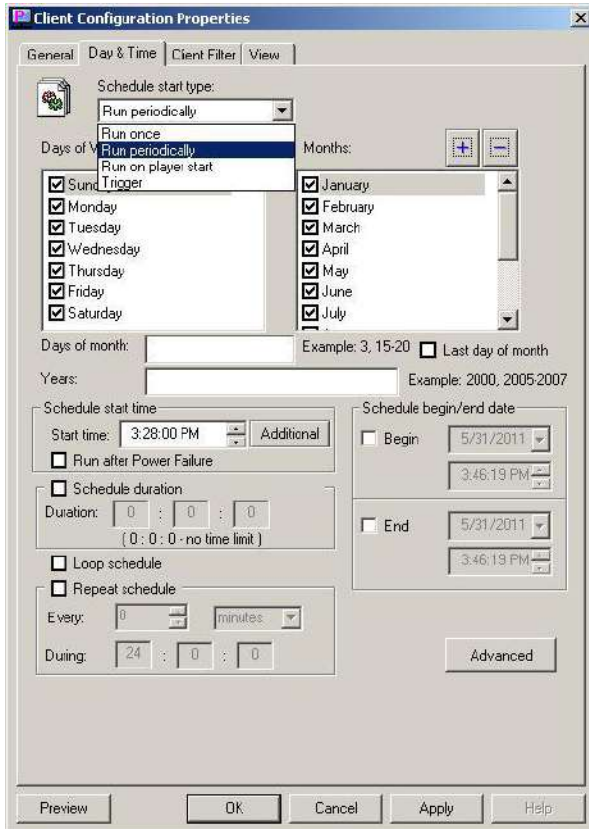 Client Configuration Properties
General Day & Time Client Filter View
Schedule start type:
Run periodically
Run once
Run periodically
Run on player start
Trigger
Days of Months:
Sunday
Monday
Tuesday
Wednesday
Thursday
Friday
Saturday
January
February
March
April
May
June
July
Days of month: Example: 3, 15-20 Last day of month
Years: Example: 2000, 2005-2007
Schedule start time
Start time: 3:28:00 PM Additional
Run after Power Failure
Schedule duration
Duration: 0 : 0 : 0
( 0 : 0 : 0 - no time limit )
Loop schedule
Repeat schedule
Every: 0 minutes
During: 24 : 0 : 0
Schedule begin/end date
Begin 5/31/2011
3:46:19 PM
End 5/31/2011
3:46:19 PM
Advanced
Preview OK Cancel Apply Help